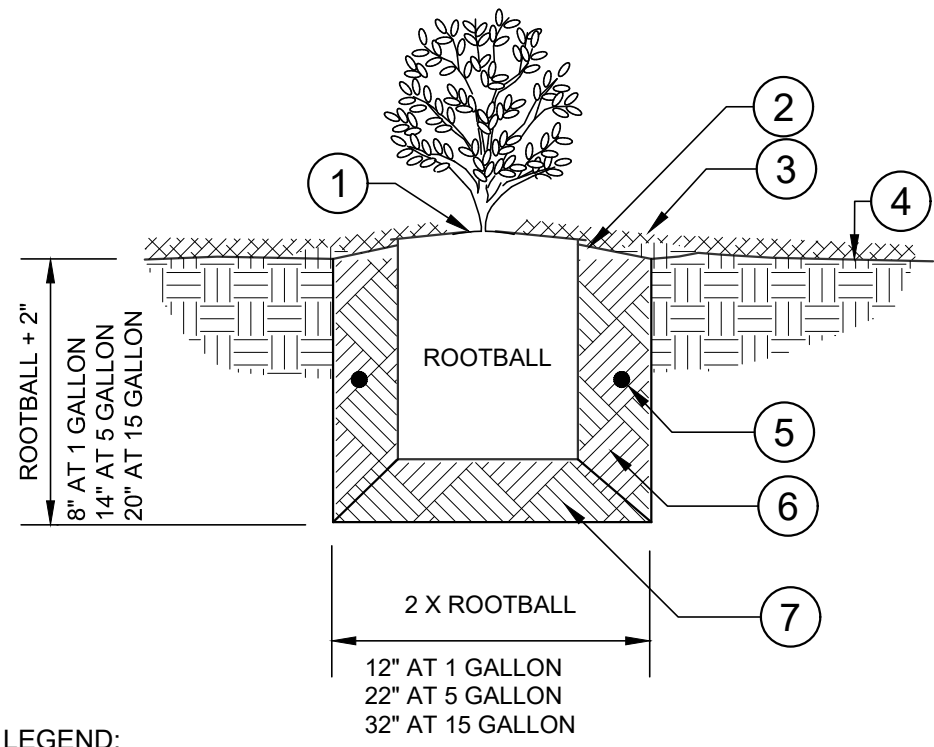 1
2
3
4
ROOTBALL + 2"
8" AT 1 GALLON
14" AT 5 GALLON
20" AT 15 GALLON
ROOTBALL
5
6
7
2 X ROOTBALL
12" AT 1 GALLON
22" AT 5 GALLON
32" AT 15 GALLON
LEGEND: